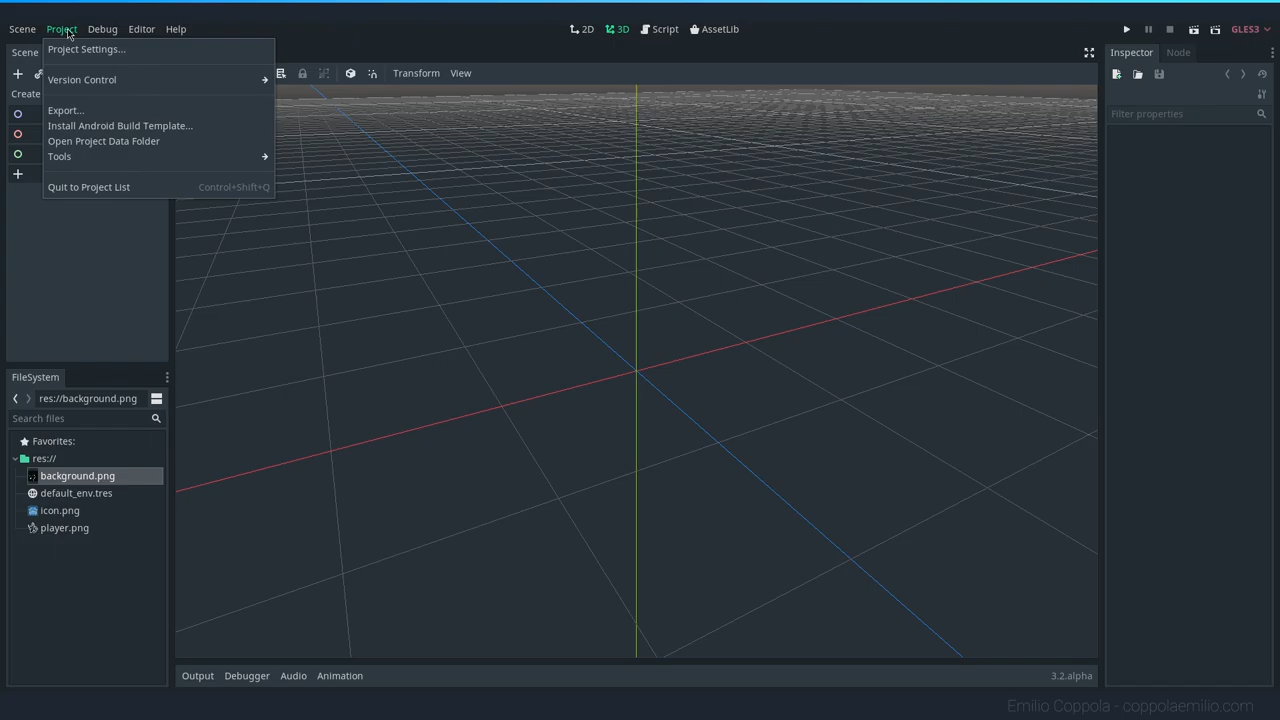 Scene Project Debug Editor Help 2D 3D Script AssetLib GLES3
Scene Inspector Node
Project Settings...
Transform View
Version Control
Create
Export...
Filter properties
Install Android Build Template...
Open Project Data Folder
Tools
Quit to Project List Control+Shift+Q
FileSystem
res://background.png
Search files
Favorites:
res://
background.png
default_env.tres
icon.png
player.png
Output Debugger Audio Animation 3.2.alpha
Emilio Coppola - coppolaemilio.com